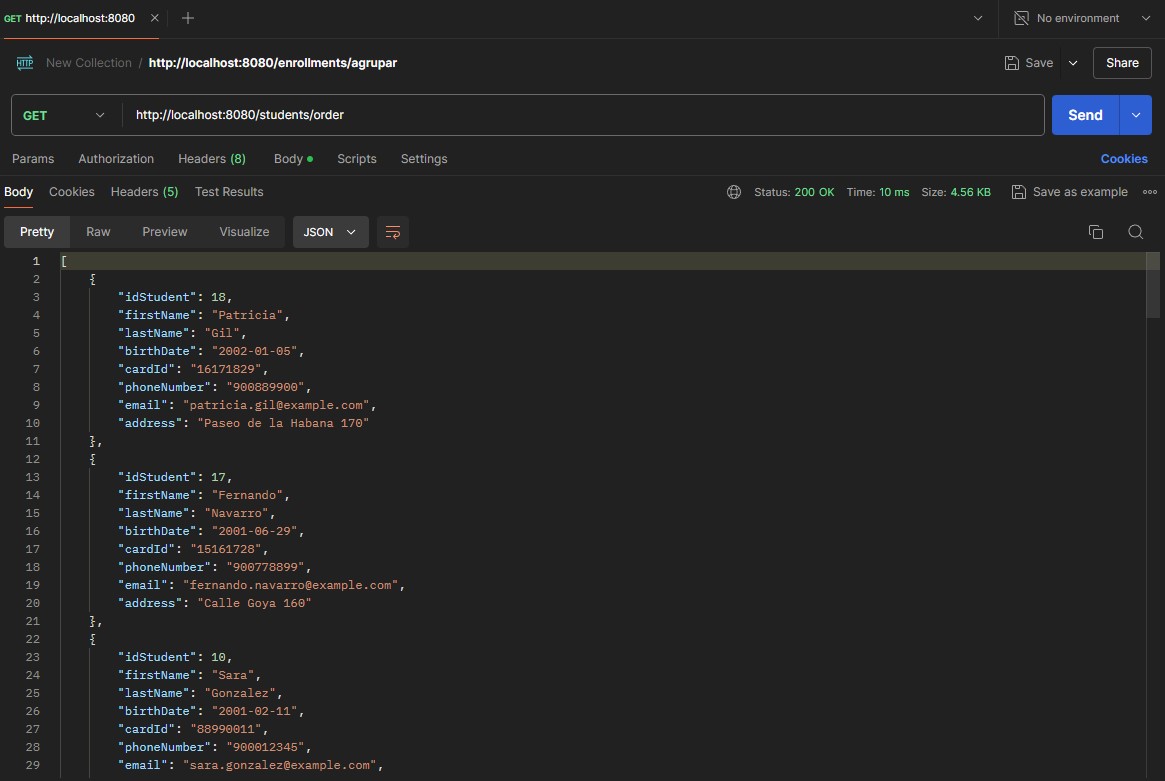 GET http://localhost:8080
No environment
HTTP New Collection / http://localhost:8080/enrollments/agrupar
Save
Share
GET
http://localhost:8080/students/order
Send
Params Authorization Headers (8) Body Scripts Settings
Cookies
Body Cookies Headers (5) Test Results
Status: 200 OK Time: 10 ms Size: 4.56 KB Save as example
Pretty Raw Preview Visualize JSON
1 [
2 {
3 "idStudent": 18,
4 "firstName": "Patricia",
5 "lastName": "Gil",
6 "birthDate": "2002-01-05",
7 "cardId": "16171829",
8 "phoneNumber": "900889900",
9 "email": "patricia.gil@example.com",
10 "address": "Paseo de la Habana 170"
11 },
12 {
13 "idStudent": 17,
14 "firstName": "Fernando",
15 "lastName": "Navarro",
16 "birthDate": "2001-06-29",
17 "cardId": "15161728",
18 "phoneNumber": "900778899",
19 "email": "fernando.navarro@example.com",
20 "address": "Calle Goya 160"
21 },
22 {
23 "idStudent": 10,
24 "firstName": "Sara",
25 "lastName": "Gonzalez",
26 "birthDate": "2001-02-11",
27 "cardId": "88990011",
28 "phoneNumber": "900012345",
29 "email": "sara.gonzalez@example.com",